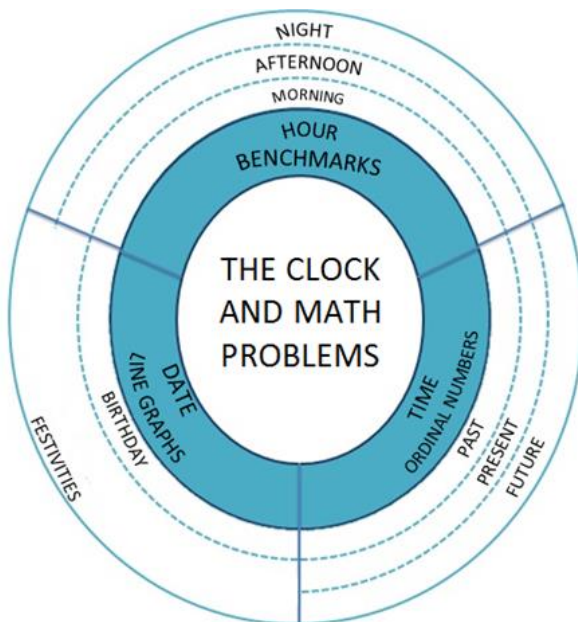 NIGHT
AFTERNOON
MORNING
HOUR
BENCHMARKS
THE CLOCK
AND MATH
PROBLEMS
TIME
ORDINAL NUMBERS
PAST
PRESENT
FUTURE
DATE
LINE GRAPHS
BIRTHDAY
FESTIVITIES